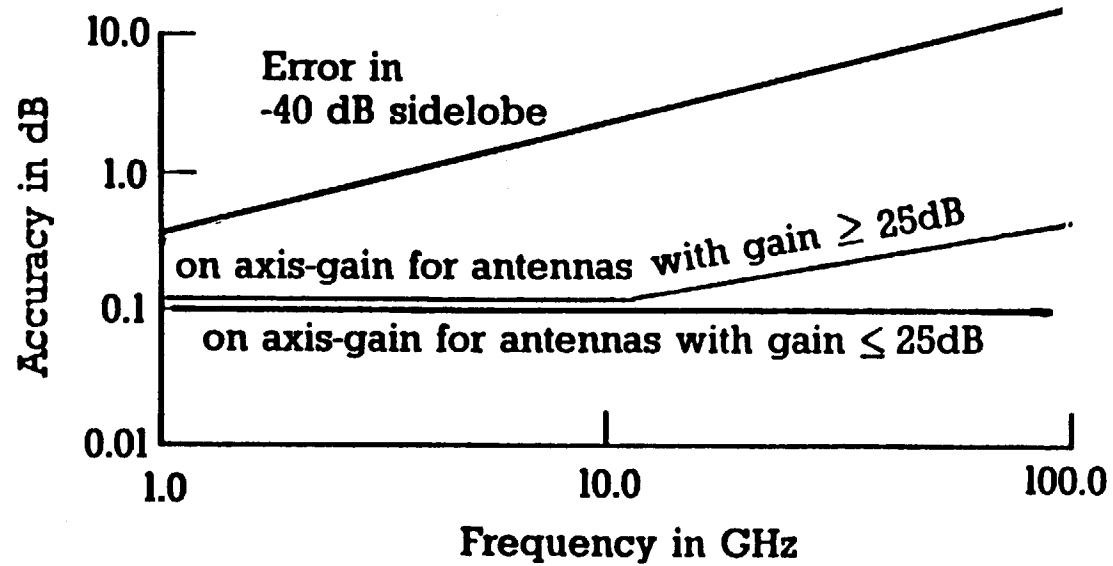 10.0
Error in
-40 dB sidelobe
1.0
on axis-gain for antennas with gain ≥ 25dB
0.1
on axis-gain for antennas with gain ≤ 25dB
0.01
1.0
10.0
100.0
Accuracy in dB
Frequency in GHz